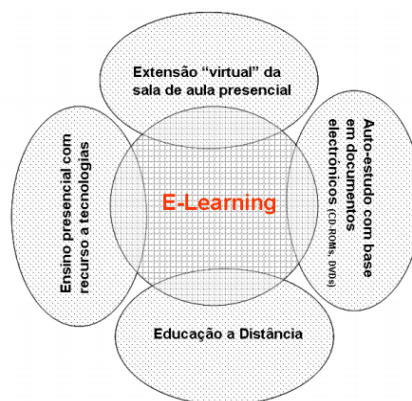 Extensão “virtual” da
sala de aula presencial
Ensino presencial com
recurso a tecnologias
E-Learning
Auto-estudo com base
em documentos
electrónicos (CD-ROMs, DVDs)
Educação a Distância